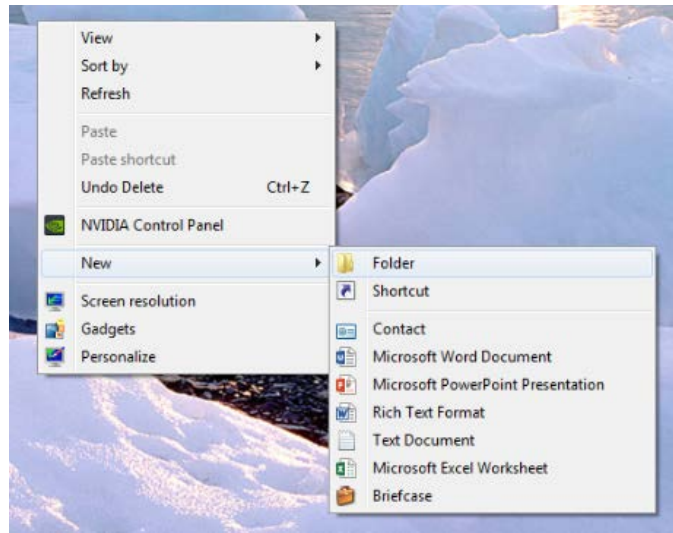 View
Sort by
Refresh
Paste
Paste shortcut
Undo Delete Ctrl+Z
NVIDIA Control Panel
New
Screen resolution
Gadgets
Personalize
Folder
Shortcut
Contact
Microsoft Word Document
Microsoft PowerPoint Presentation
Rich Text Format
Text Document
Microsoft Excel Worksheet
Briefcase